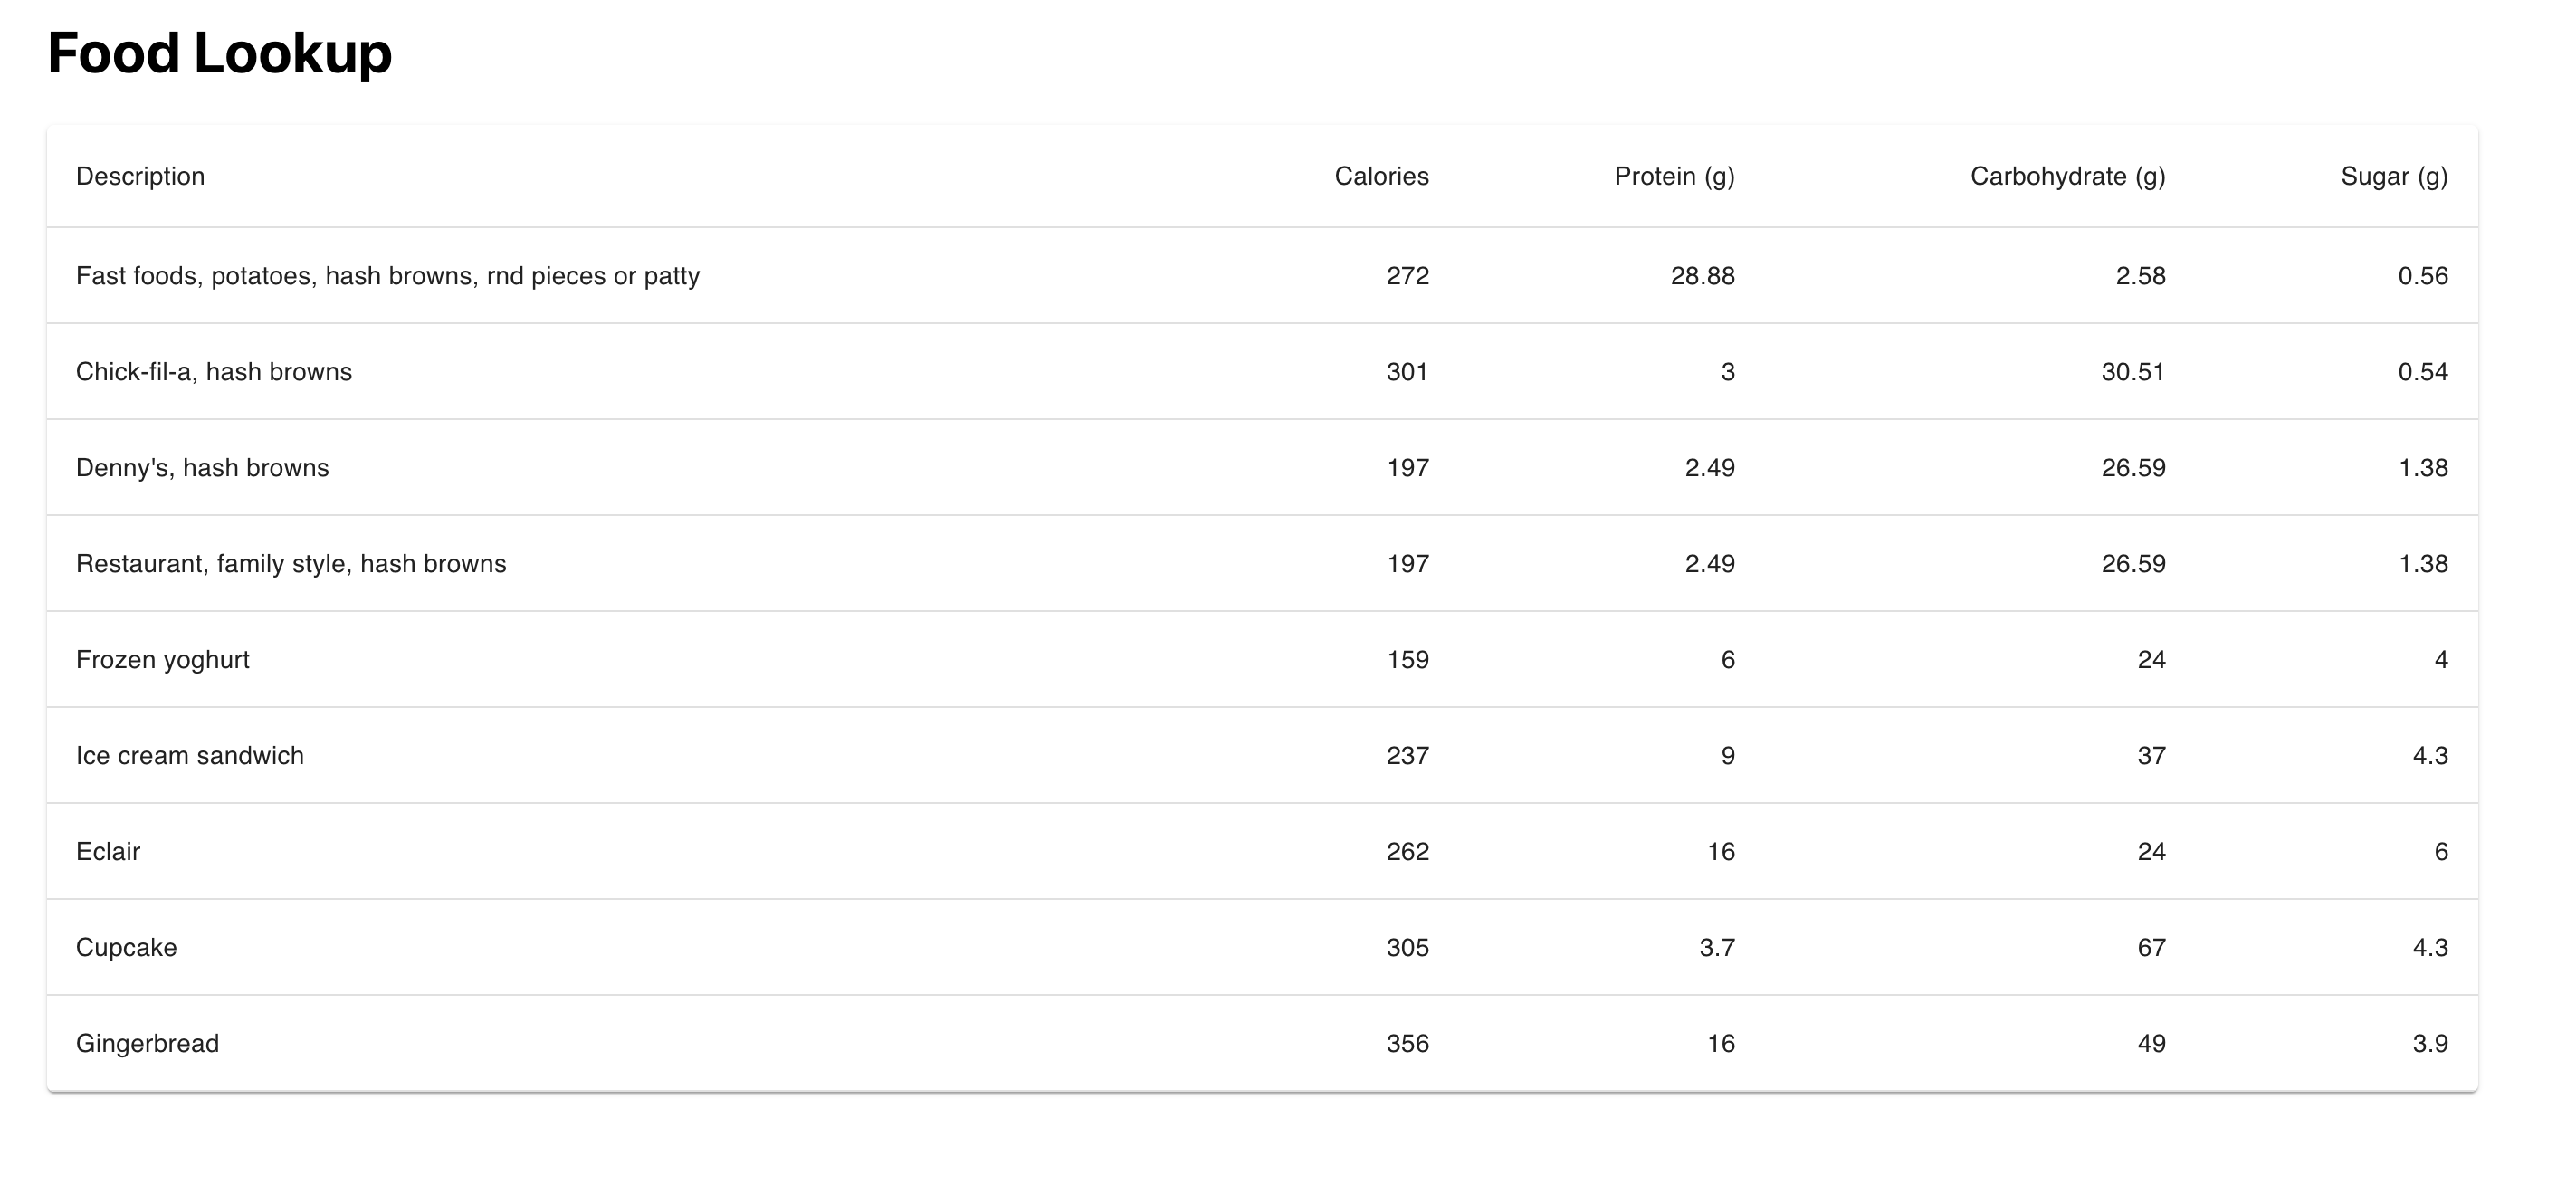 Food Lookup
Description Calories Protein (g) Carbohydrate (g) Sugar (g)
Fast foods, potatoes, hash browns, rnd pieces or patty 272 28.88 2.58 0.56
Chick-fil-a, hash browns 301 3 30.51 0.54
Denny's, hash browns 197 2.49 26.59 1.38
Restaurant, family style, hash browns 197 2.49 26.59 1.38
Frozen yoghurt 159 6 24 4
Ice cream sandwich 237 9 37 4.3
Eclair 262 16 24 6
Cupcake 305 3.7 67 4.3
Gingerbread 356 16 49 3.9